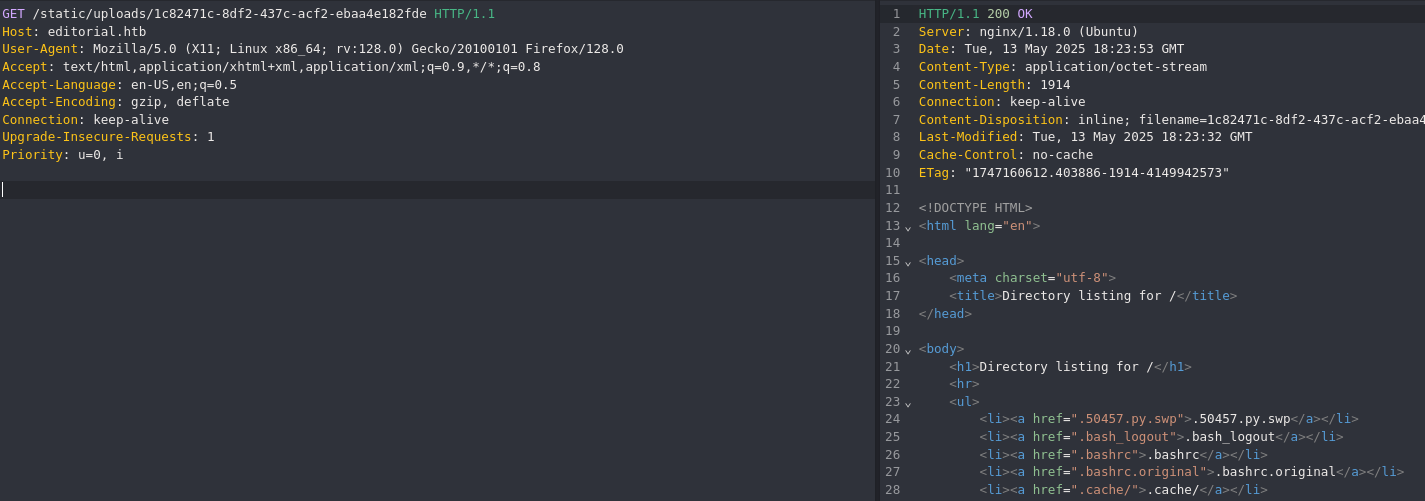 GET /static/uploads/1c82471c-8df2-437c-acf2-ebaa4e182fde HTTP/1.1
Host: editorial.htb
User-Agent: Mozilla/5.0 (X11; Linux x86_64; rv:128.0) Gecko/20100101 Firefox/128.0
Accept: text/html,application/xhtml+xml,application/xml;q=0.9,*/*;q=0.8
Accept-Language: en-US,en;q=0.5
Accept-Encoding: gzip, deflate
Connection: keep-alive
Upgrade-Insecure-Requests: 1
Priority: u=0, i
1 HTTP/1.1 200 OK
2 Server: nginx/1.18.0 (Ubuntu)
3 Date: Tue, 13 May 2025 18:23:53 GMT
4 Content-Type: application/octet-stream
5 Content-Length: 1914
6 Connection: keep-alive
7 Content-Disposition: inline; filename=1c82471c-8df2-437c-acf2-ebaa4
8 Last-Modified: Tue, 13 May 2025 18:23:32 GMT
9 Cache-Control: no-cache
10 ETag: "1747160612.403886-1914-4149942573"
11
12 <!DOCTYPE HTML>
13 <html lang="en">
14
15 <head>
16 <meta charset="utf-8">
17 <title>Directory listing for /</title>
18 </head>
19
20 <body>
21 <h1>Directory listing for /</h1>
22 <hr>
23 <ul>
24 <li><a href=".50457.py.swp">.50457.py.swp</a></li>
25 <li><a href=".bash_logout">.bash_logout</a></li>
26 <li><a href=".bashrc">.bashrc</a></li>
27 <li><a href=".bashrc.original">.bashrc.original</a></li>
28 <li><a href=".cache/">.cache/</a></li>